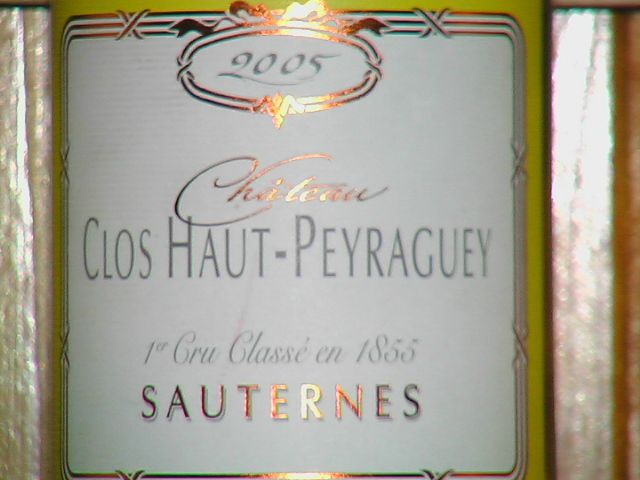 2005
Château
CLOS HAUT-PEYRAGUEY
1er Cru Classé en 1855
SAUTERNES